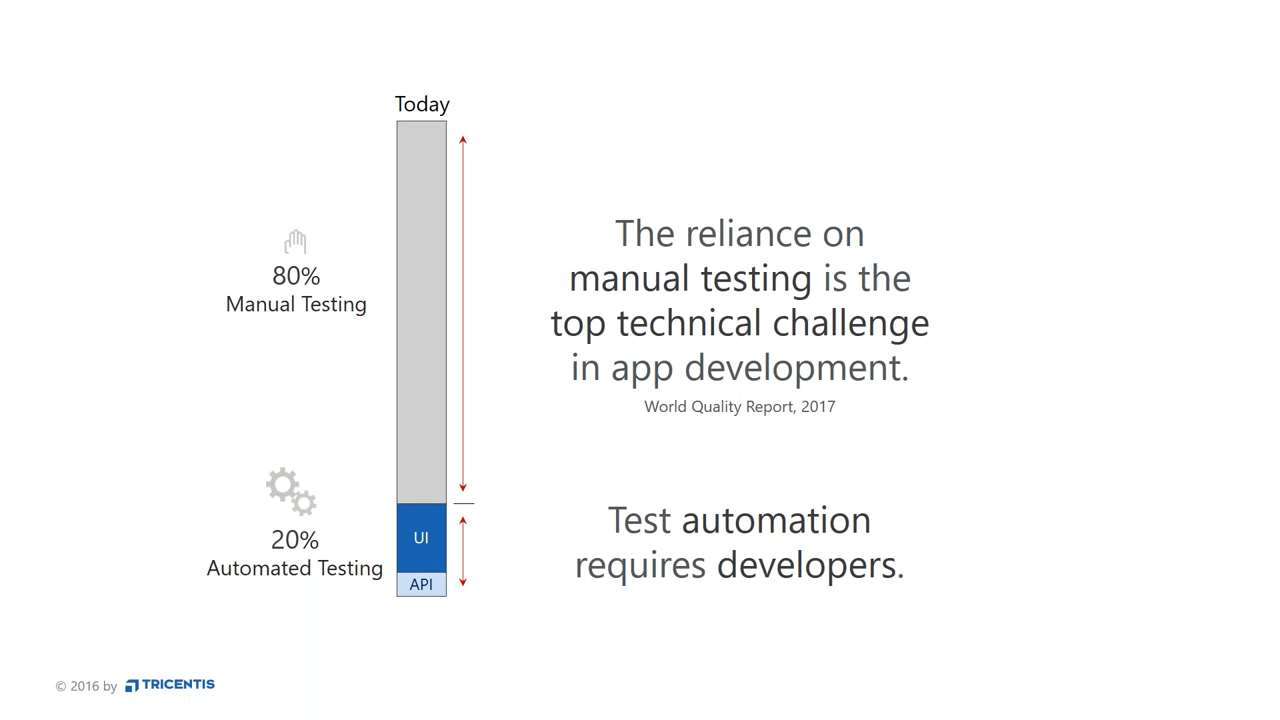 Today
80%
Manual Testing
The reliance on
manual testing is the
top technical challenge
in app development.
World Quality Report, 2017
20%
Automated Testing
UI
API
Test automation
requires developers.
© 2016 by TRICENTIS